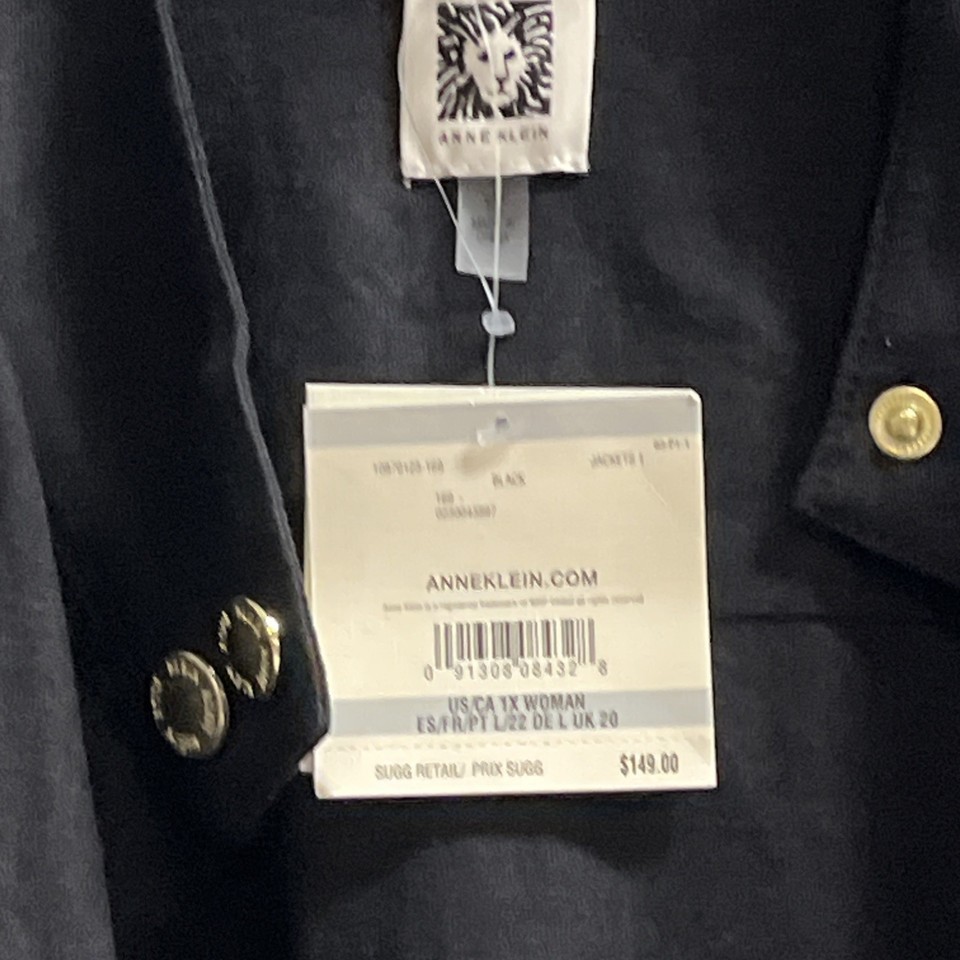 ANNE KLEIN
JACKETS 1
BLACK
ANNEKLEIN.COM
0 91308 08432 8
US/CA 1X WOMAN
ES/FR/PT L/22 DE L UK 20
SUGG RETAIL/ PRIX SUGG $149.00